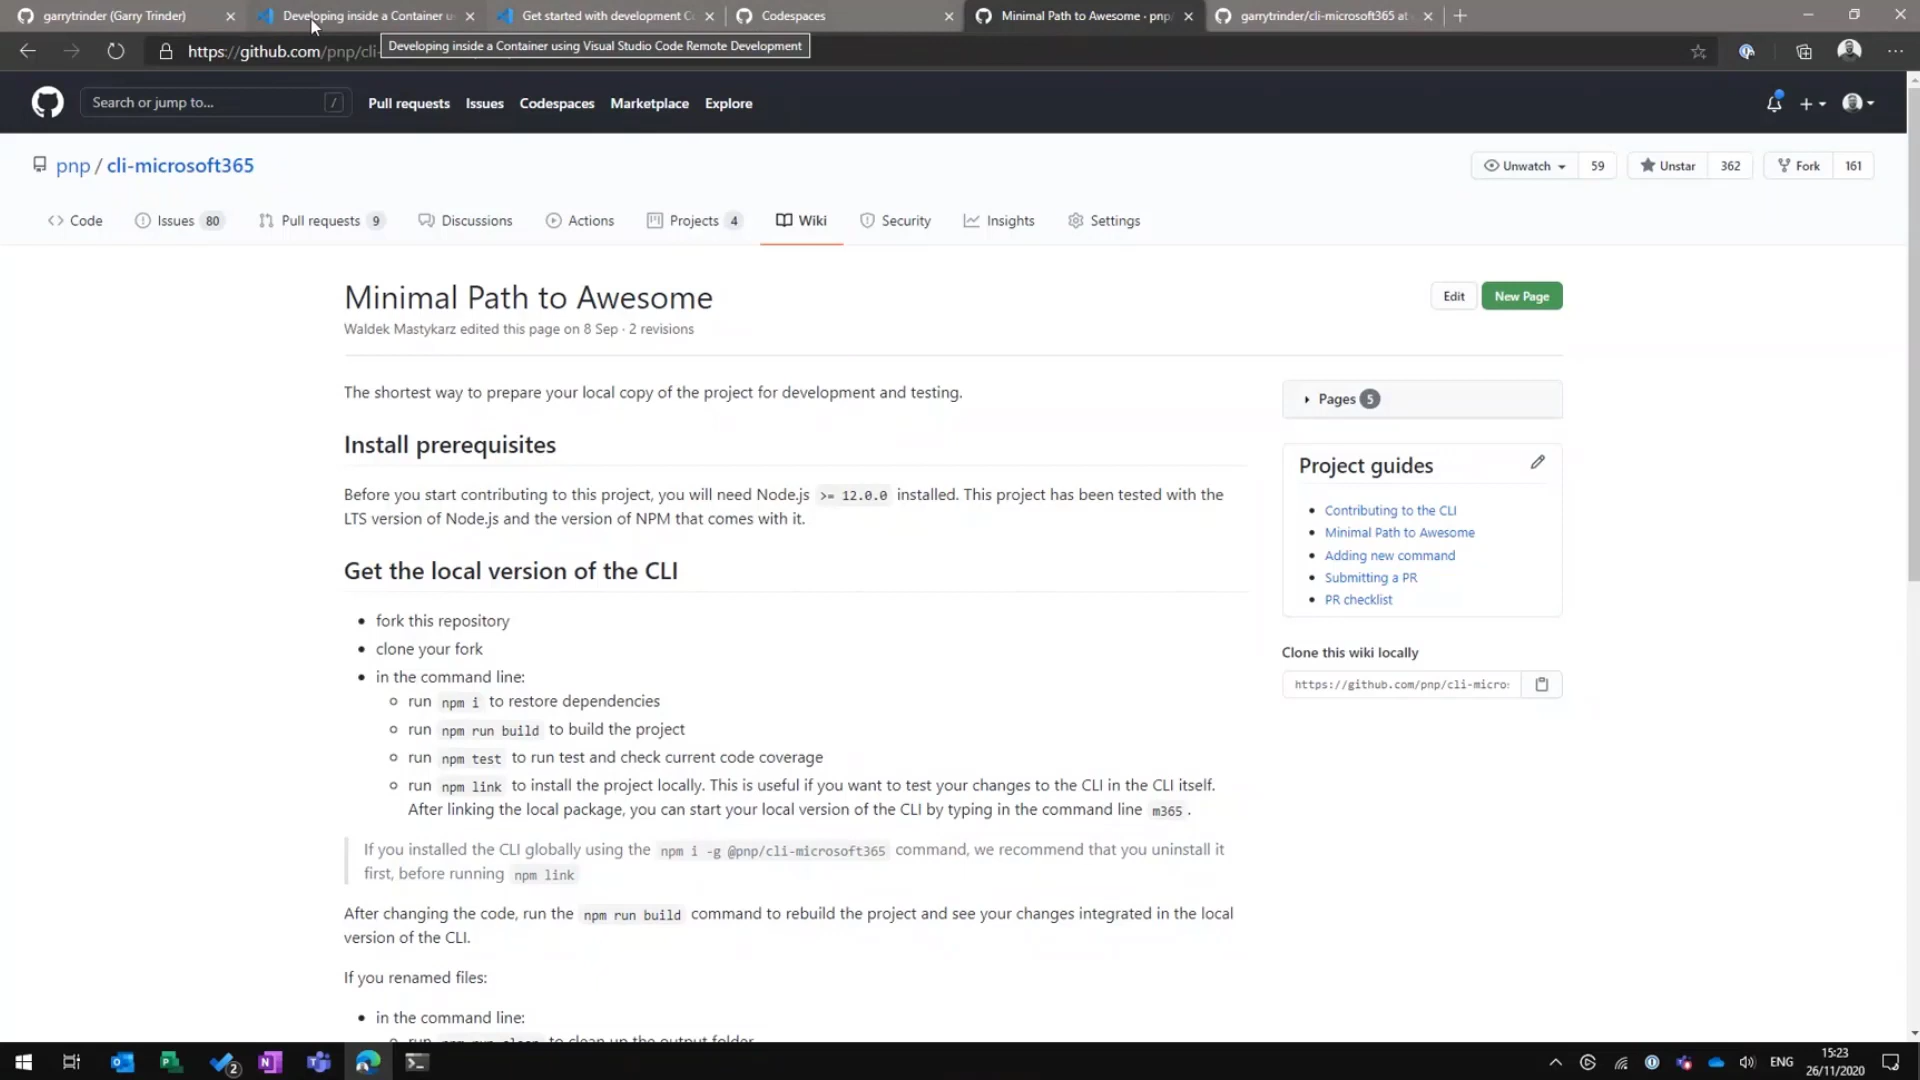 garrytrinder (Garry Trinder)
Developing inside a Container u
Get started with development C
Codespaces
Minimal Path to Awesome · pnp/
garrytrinder/cli-microsoft365 at
Developing inside a Container using Visual Studio Code Remote Development
https://github.com/pnp/cli-
Search or jump to... /
Pull requests Issues Codespaces Marketplace Explore
pnp / cli-microsoft365
Unwatch 59 Unstar 362 Fork 161
Code Issues 80 Pull requests 9 Discussions Actions Projects 4 Wiki Security Insights Settings
Minimal Path to Awesome
Edit New Page
Waldek Mastykarz edited this page on 8 Sep · 2 revisions
The shortest way to prepare your local copy of the project for development and testing.
Install prerequisites
Before you start contributing to this project, you will need Node.js >= 12.0.0 installed. This project has been tested with the
LTS version of Node.js and the version of NPM that comes with it.
Get the local version of the CLI
• fork this repository
• clone your fork
• in the command line:
run npm i to restore dependencies
run npm run build to build the project
run npm test to run test and check current code coverage
run npm link to install the project locally. This is useful if you want to test your changes to the CLI in the CLI itself.
After linking the local package, you can start your local version of the CLI by typing in the command line m365 .
If you installed the CLI globally using the npm i -g @pnp/cli-microsoft365 command, we recommend that you uninstall it
first, before running npm link
After changing the code, run the npm run build command to rebuild the project and see your changes integrated in the local
version of the CLI.
If you renamed files:
• in the command line:
run npm run clean to clean up the output folder
Pages 5
Project guides
• Contributing to the CLI
• Minimal Path to Awesome
• Adding new command
• Submitting a PR
• PR checklist
Clone this wiki locally
https://github.com/pnp/cli-micro
2
ENG
15:23
26/11/2020